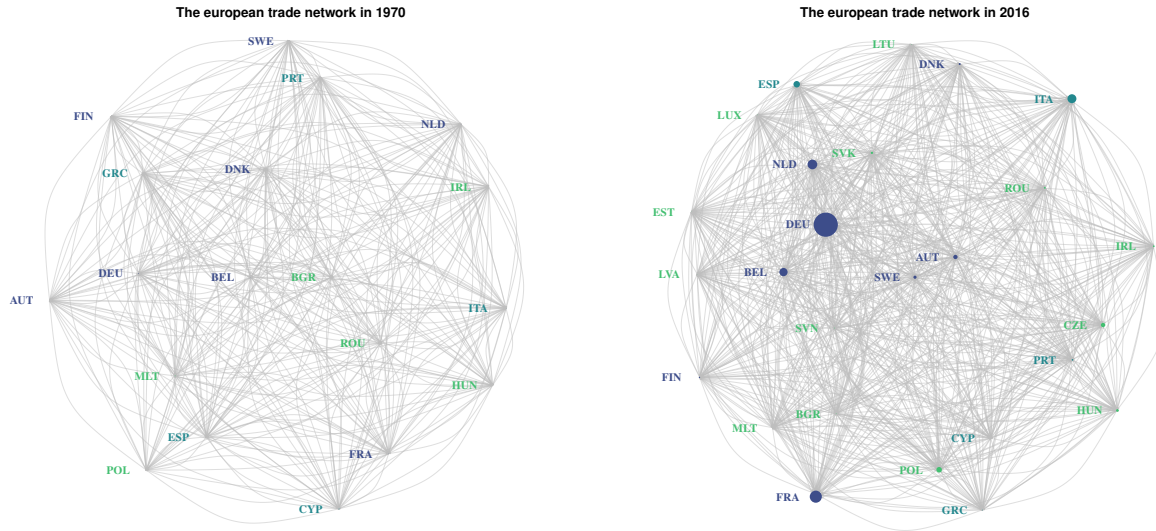 The european trade network in 1970
SWE
PRT
FIN
NLD
GRC
DNK
IRL
DEU
BEL
BGR
AUT
ITA
ROU
MLT
HUN
ESP
FRA
POL
CYP
The european trade network in 2016
LTU
DNK
ESP
ITA
LUX
SVK
NLD
ROU
EST
DEU
IRL
AUT
LVA
BEL
SWE
SVN
CZE
PRT
FIN
BGR
HUN
MLT
CYP
POL
FRA
GRC